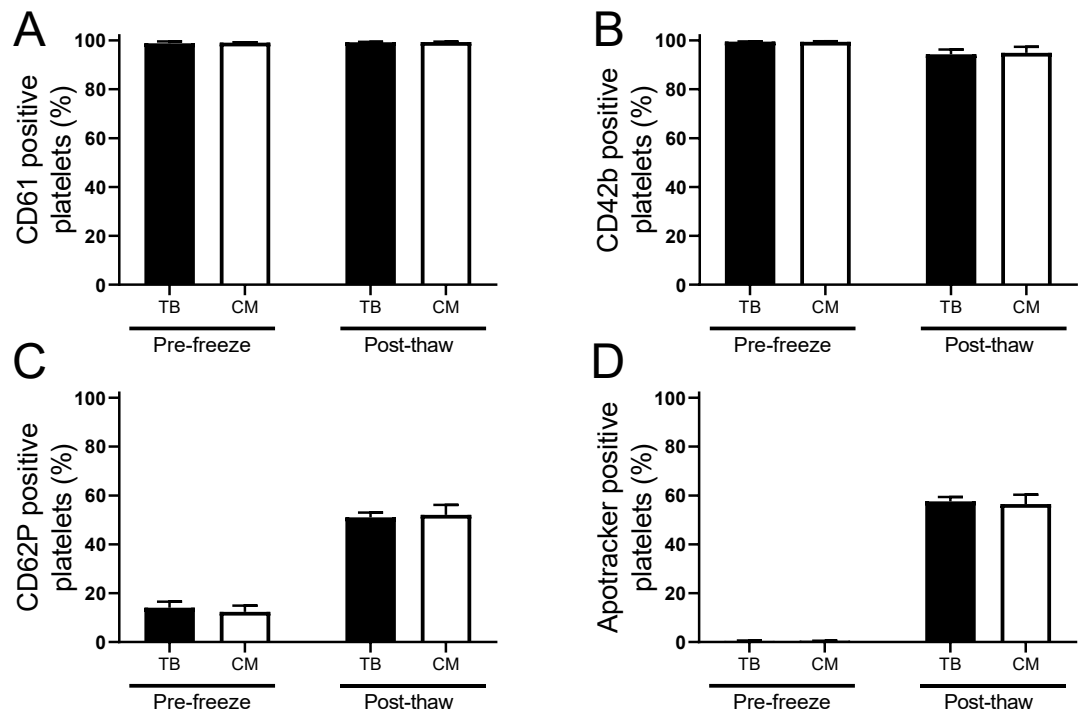 A
CD61 positive
platelets (%)
100
80
60
40
20
0
TB CM TB CM
Pre-freeze Post-thaw
B
CD42b positive
platelets (%)
100
80
60
40
20
0
TB CM TB CM
Pre-freeze Post-thaw
C
CD62P positive
platelets (%)
100
80
60
40
20
0
TB CM TB CM
Pre-freeze Post-thaw
D
Apotracker positive
platelets (%)
100
80
60
40
20
0
TB CM TB CM
Pre-freeze Post-thaw